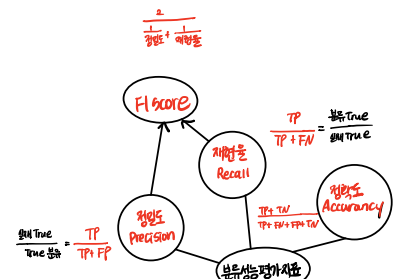 2
1
정밀도
+
1
재현율
F1 score
TP
TP + FN
=
분류 True
실제 True
재현율
Recall
정확도
Accurancy
TP + TN
TP + FN + FP + TN
정밀도
Precision
실제 True
True 분류
=
TP
TP + FP
분류성능평가지표